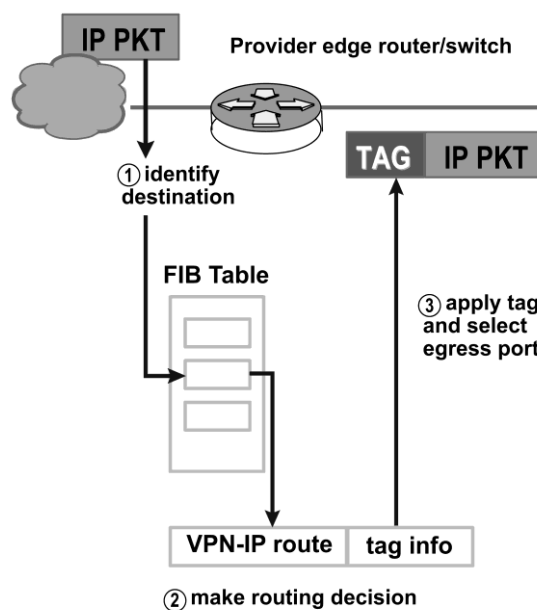 IP PKT
Provider edge router/switch
TAG IP PKT
① identify
destination
FIB Table
③ apply tag
and select
egress port
VPN-IP route tag info
② make routing decision